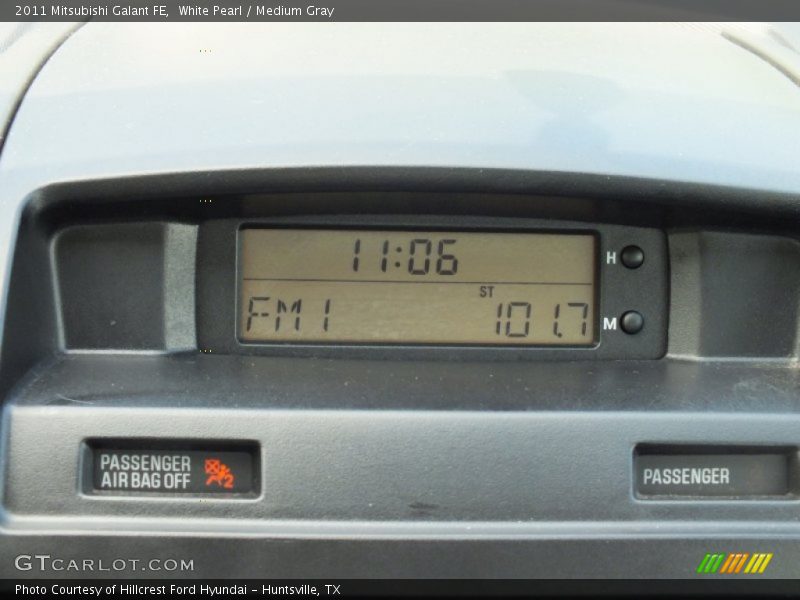 2011 Mitsubishi Galant FE,  White Pearl / Medium Gray
11:06
H
ST
FM1 101.7
M
PASSENGER
AIR BAG OFF 2
PASSENGER
GTCARLOT.COM
Photo Courtesy of Hillcrest Ford Hyundai - Huntsville, TX